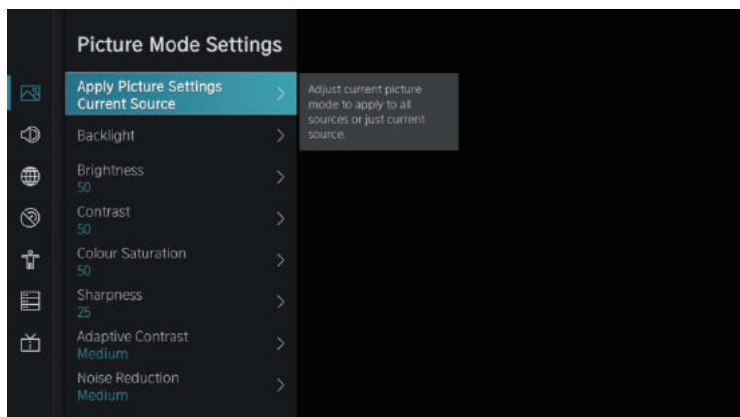 Picture Mode Settings
Apply Picture Settings
Current Source
Adjust current picture
mode to apply to all
sources or just current
source.
Backlight
Brightness
50
Contrast
50
Colour Saturation
50
Sharpness
25
Adaptive Contrast
Medium
Noise Reduction
Medium